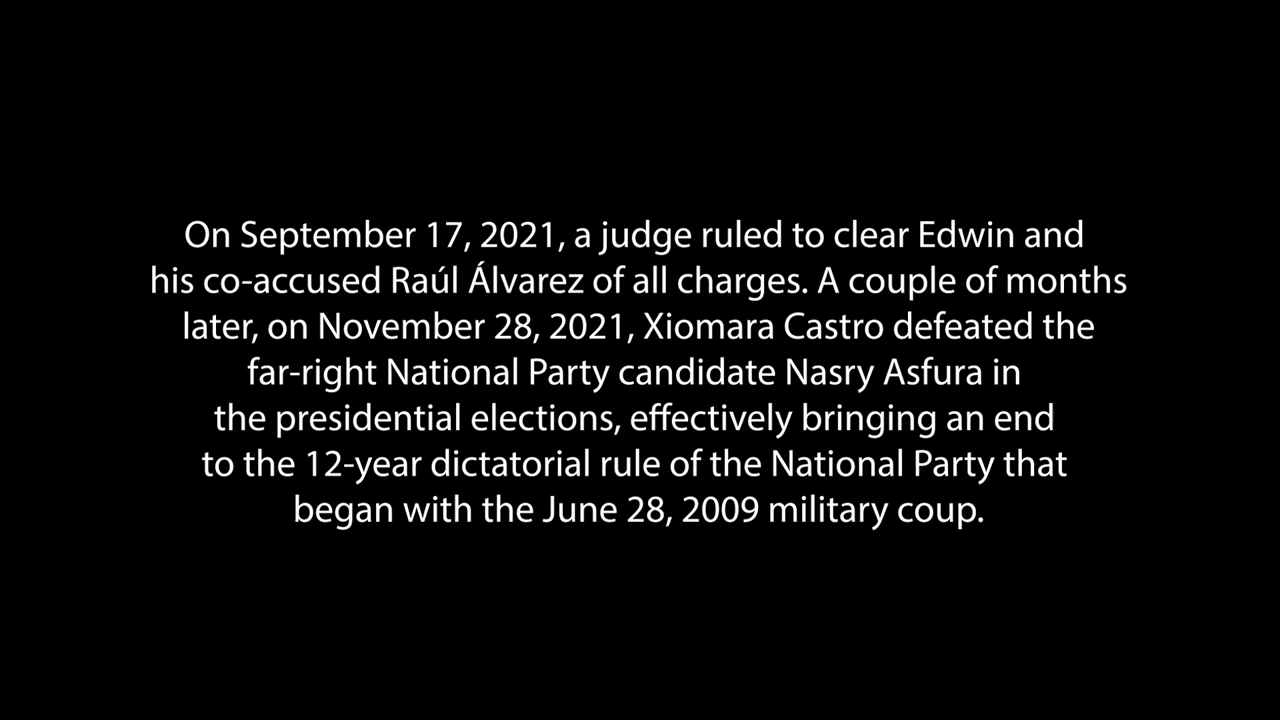 On September 17, 2021, a judge ruled to clear Edwin and
his co-accused Raúl Álvarez of all charges. A couple of months
later, on November 28, 2021, Xiomara Castro defeated the
far-right National Party candidate Nasry Asfura in
the presidential elections, effectively bringing an end
to the 12-year dictatorial rule of the National Party that
began with the June 28, 2009 military coup.